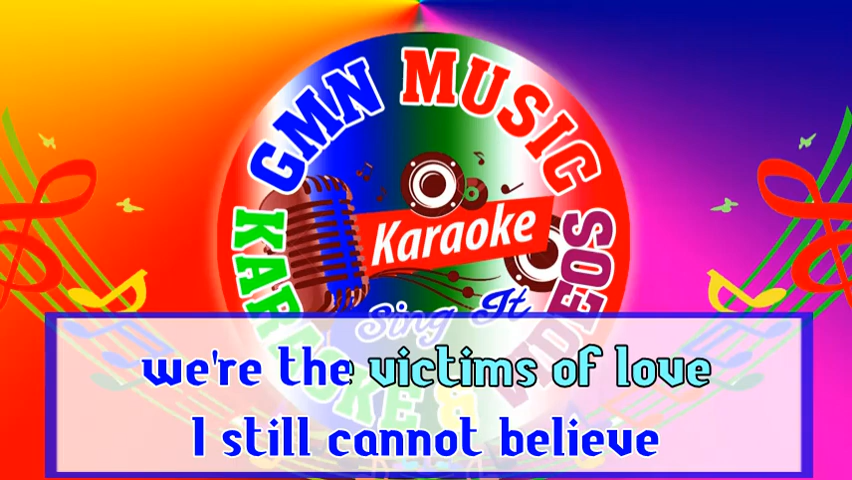 GMN MUSIC
KARAOKE & VIDEOS
Karaoke
Sing It
we're the victims of love
I still cannot believe